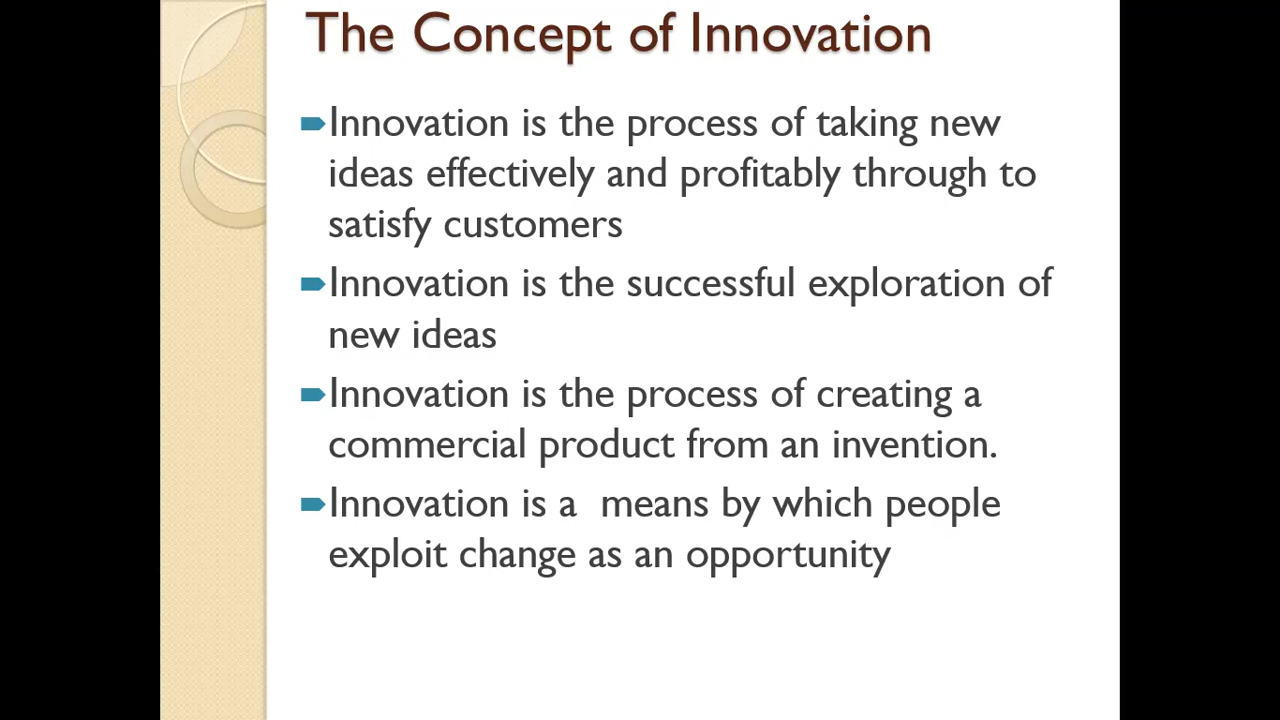 The Concept of Innovation
Innovation is the process of taking new
ideas effectively and profitably through to
satisfy customers
Innovation is the successful exploration of
new ideas
Innovation is the process of creating a
commercial product from an invention.
Innovation is a  means by which people
exploit change as an opportunity